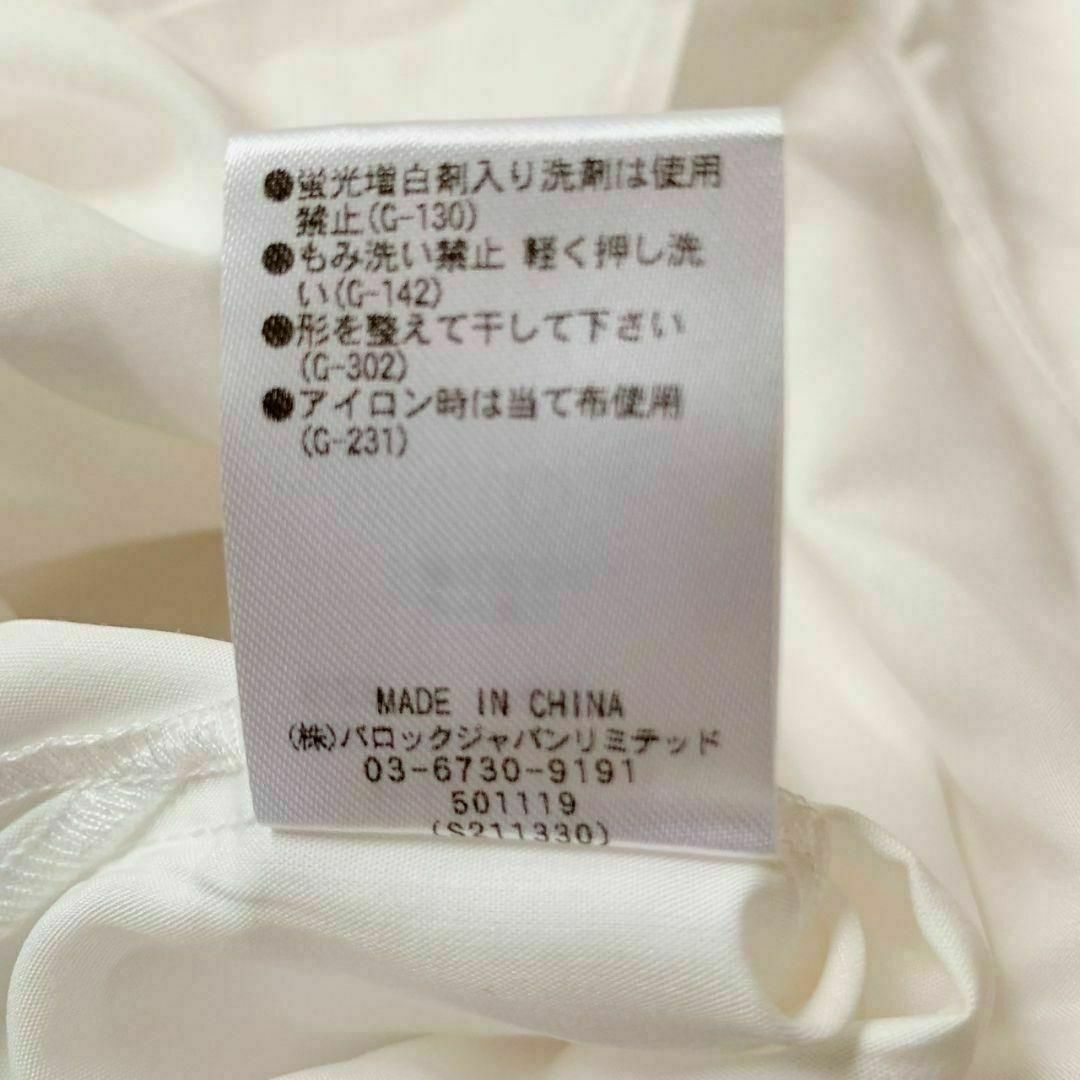 ●蛍光増白剤入り洗剤は使用
禁止(G-130)
●もみ洗い禁止 軽く押し洗
い(G-142)
●形を整えて干して下さい
(G-302)
●アイロン時は当て布使用
(G-231)
MADE IN CHINA
(株)バロックジャパンリミテッド
03-6730-9191
501119
(S211330)